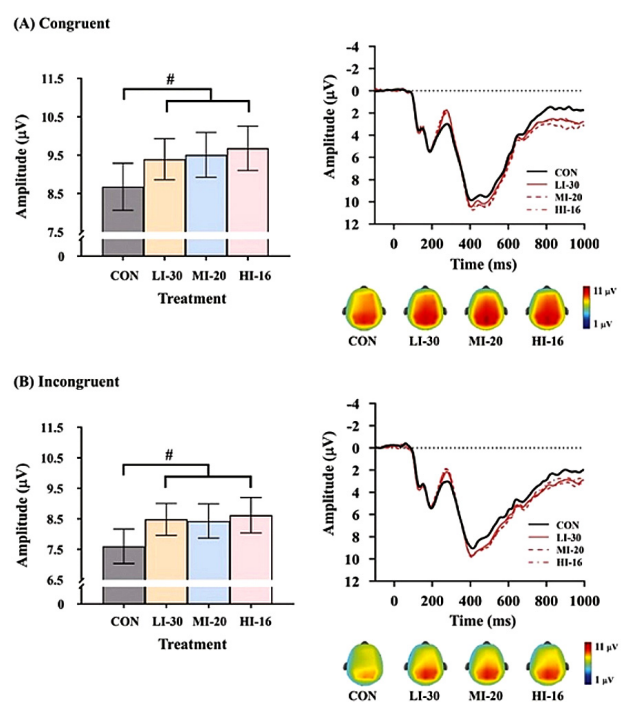 (A) Congruent
Amplitude (μV)
11.5
10.5
9.5
8.5
7.5
0
#
CON LI-30 MI-20 HI-16
Treatment
Amplitude (μV)
-4
-2
0
2
4
6
8
10
12
CON
LI-30
MI-20
HI-16
0 200 400 600 800 1000
Time (ms)
11 μV
1 μV
CON LI-30 MI-20 HI-16
(B) Incongruent
Amplitude (μV)
11.5
10.5
9.5
8.5
7.5
6.5
0
#
CON LI-30 MI-20 HI-16
Treatment
Amplitude (μV)
-4
-2
0
2
4
6
8
10
12
CON
LI-30
MI-20
HI-16
0 200 400 600 800 1000
Time (ms)
11 μV
1 μV
CON LI-30 MI-20 HI-16